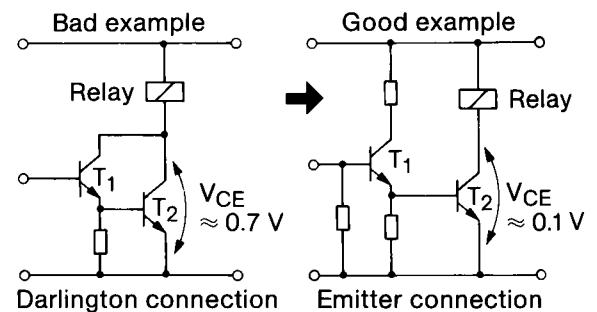 Bad example
Relay
T1
T2
VCE
≈ 0.7 V
Darlington connection
Good example
Relay
T1
T2
VCE
≈ 0.1 V
Emitter connection